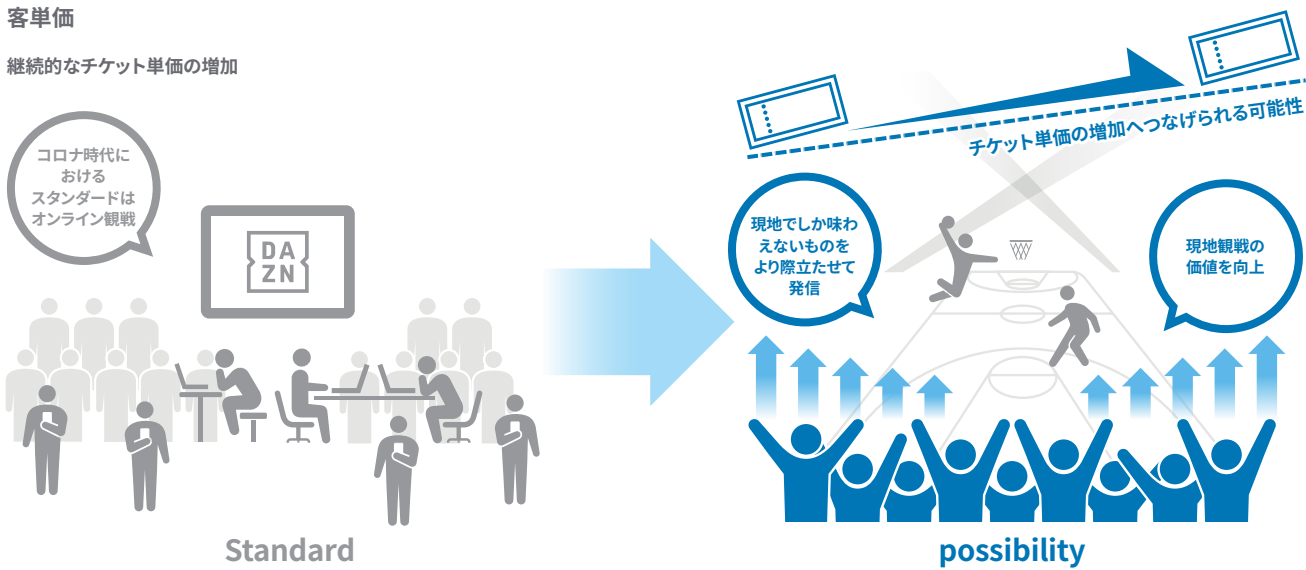 客単価
継続的なチケット単価の増加
コロナ時代に
おける
スタンダードは
オンライン観戦
DA
ZN
Standard
チケット単価の増加へつなげられる可能性
現地でしか味わ
えないものを
より際立たせて
発信
現地観戦の
価値を向上
possibility